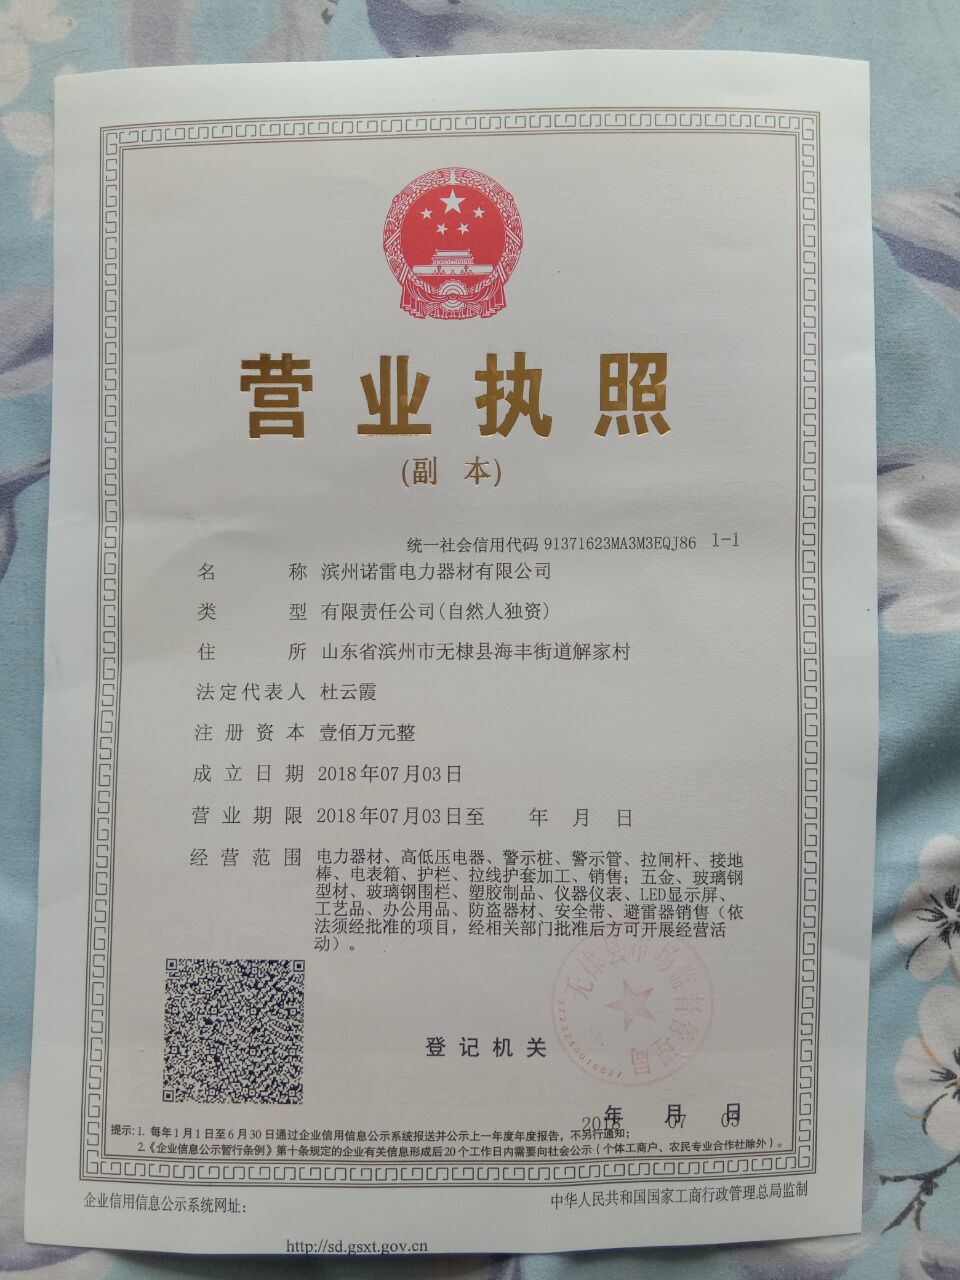 营业执照
(副 本)
统一社会信用代码 91371623MA3M3EQJ86 1-1
名 称 滨州诺雷电力器材有限公司
类 型 有限责任公司(自然人独资)
住 所 山东省滨州市无棣县海丰街道解家村
法定代表人 杜云霞
注册资本 壹佰万元整
成立日期 2018年07月03日
营业期限 2018年07月03日至 年 月 日
经营范围 电力器材、高低压电器、警示桩、警示管、拉闸杆、接地
棒、电表箱、护栏、拉线护套加工、销售；五金、玻璃钢
型材、玻璃钢围栏、塑胶制品、仪器仪表、LED显示屏、
工艺品、办公用品、防盗器材、安全带、避雷器销售（依
法须经批准的项目，经相关部门批准后方可开展经营活
动）。
无棣县市场监督管理局
3723240016027
登记机关
2018 年 07 月 03 日
提示：1. 每年1月1日至6月30日通过企业信用信息公示系统报送并公示上一年度年度报告，不另行通知；
2.《企业信息公示暂行条例》第十条规定的企业有关信息形成后20个工作日内需要向社会公示（个体工商户、农民专业合作社除外）。
企业信用信息公示系统网址：
中华人民共和国国家工商行政管理总局监制
http://sd.gsxt.gov.cn